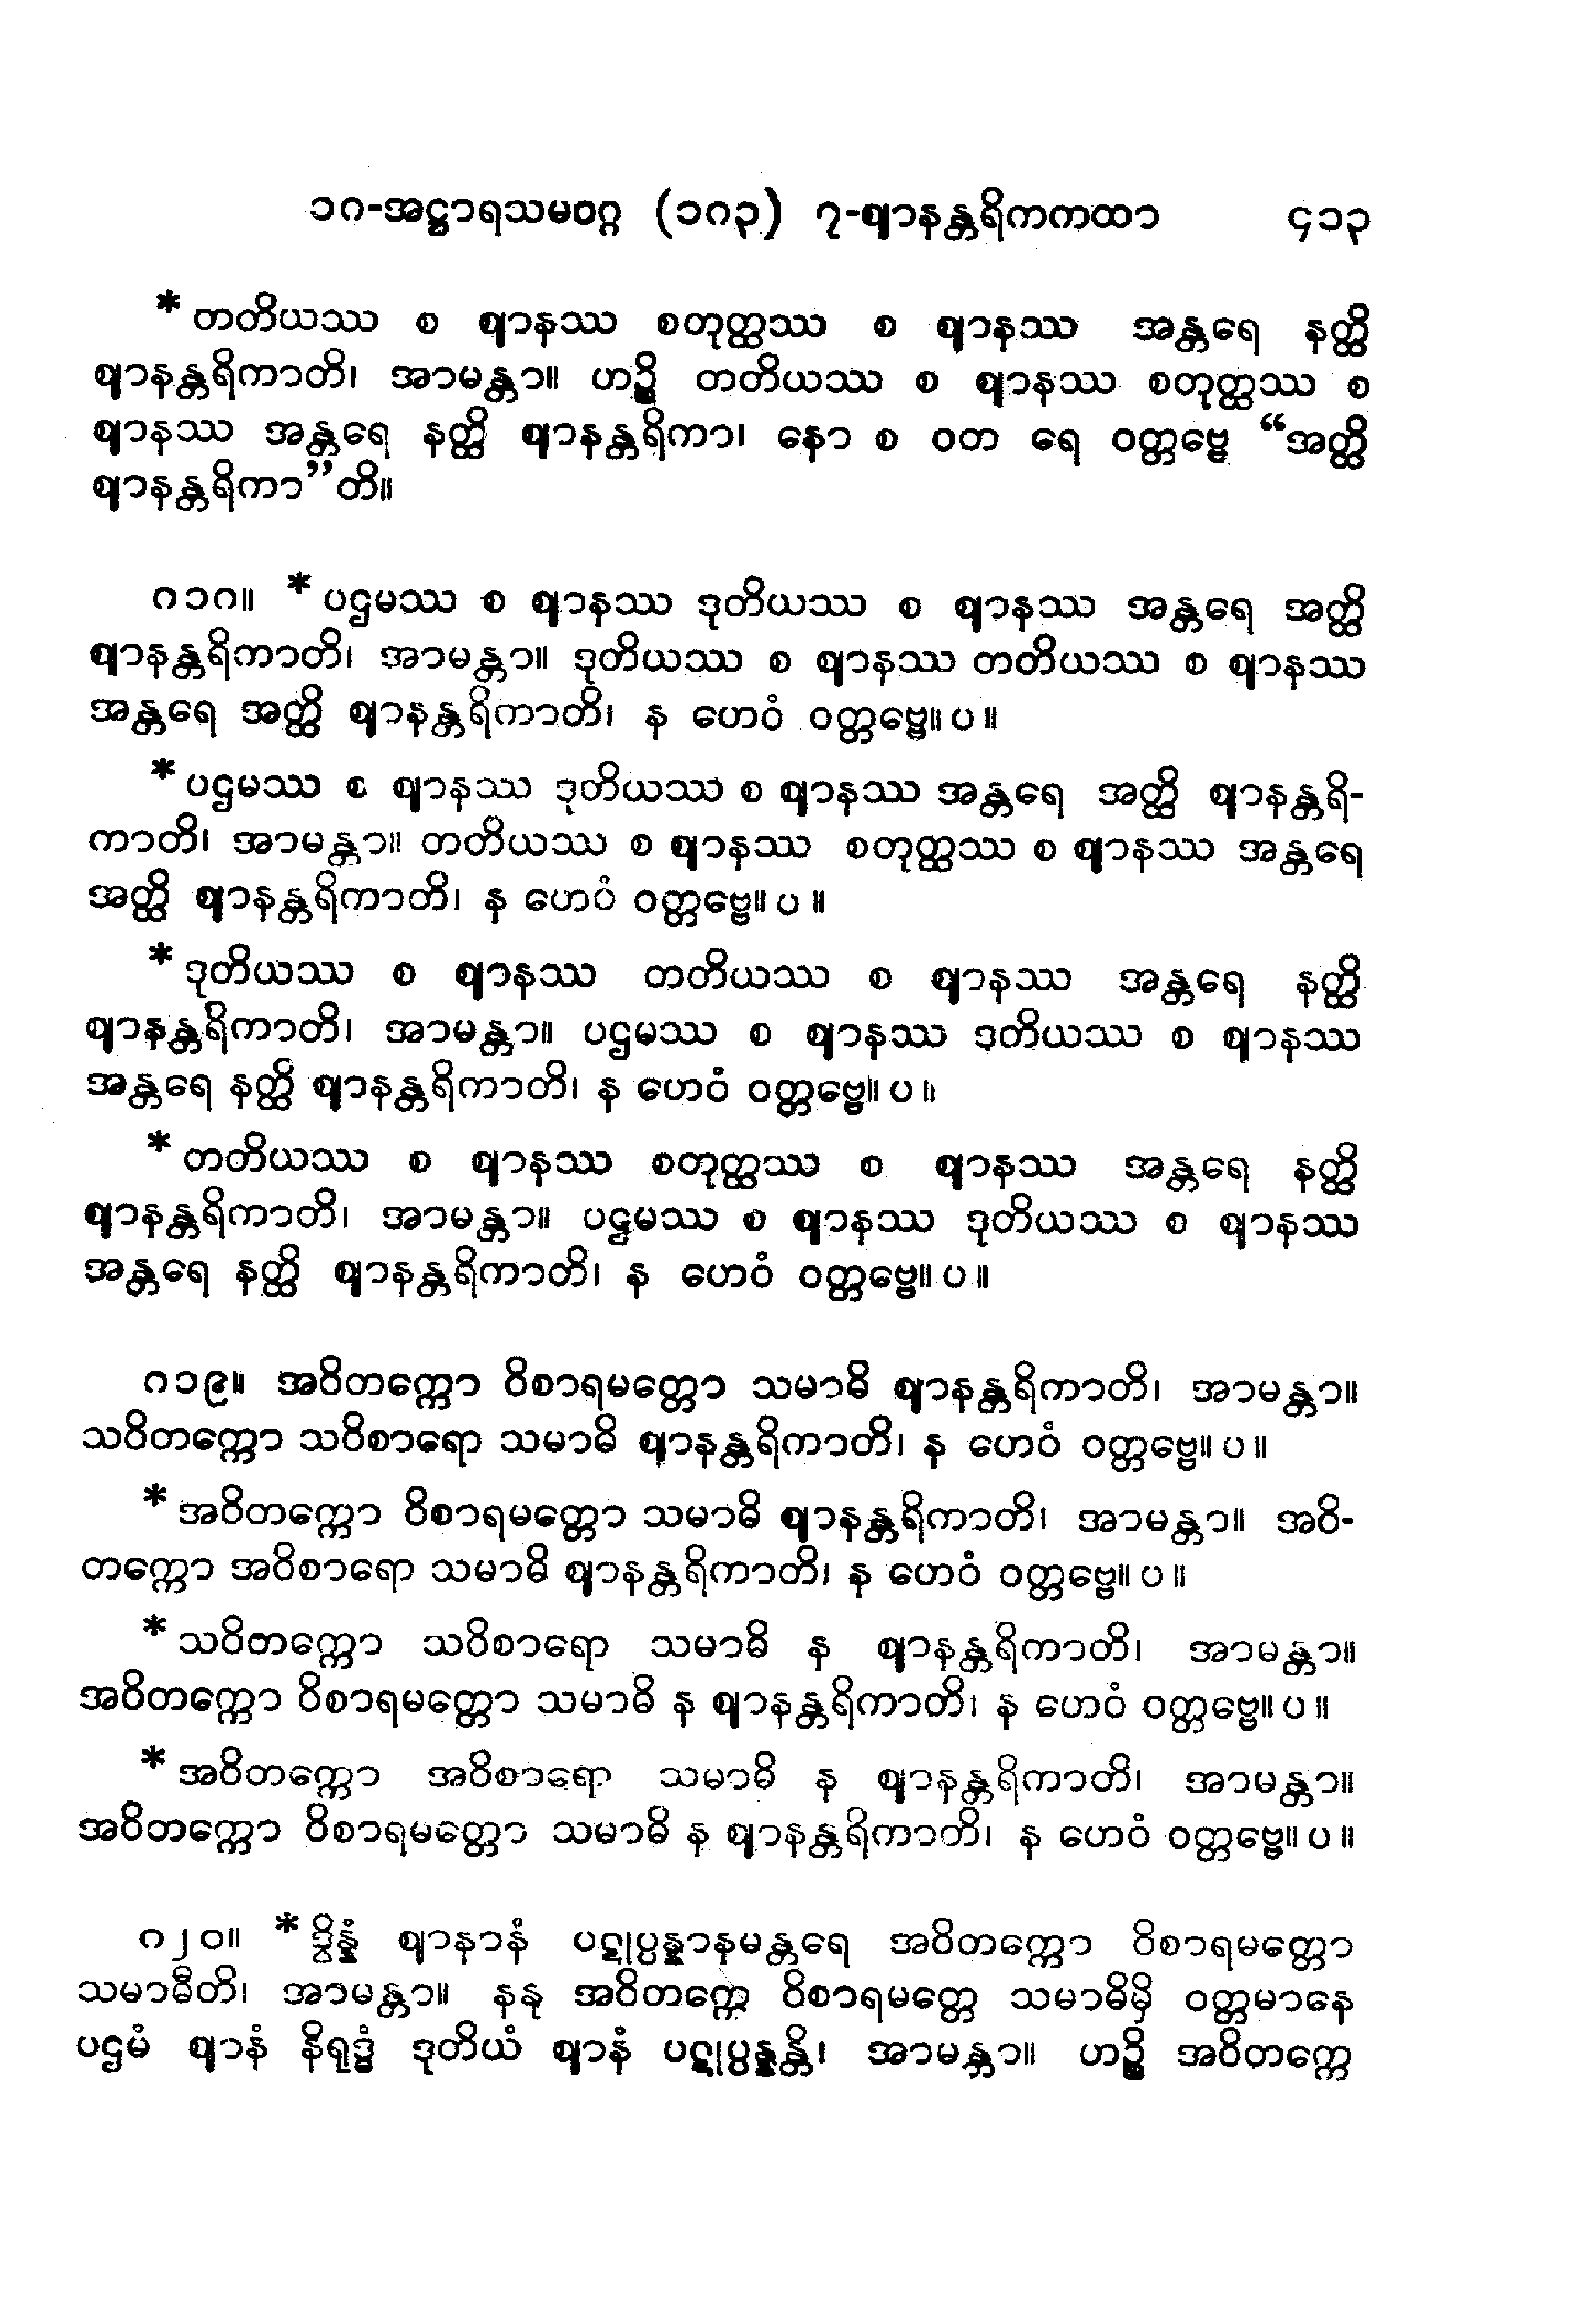 ၁၈-အဋ္ဌာရသမဝဂ္ဂ (၁၈၃) ၇-ဈာနန္တရိကကထာ ၄၁၃
*တတိယဿ စ ဈာနဿ စတုတ္ထဿ စ ဈာနဿ အန္တရေ နတ္ထိ
ဈာနန္တရိကာတိ၊ အာမန္တာ။ ဟဉ္စိ တတိယဿ စ ဈာနဿ စတုတ္ထဿ စ
ဈာနဿ အန္တရေ နတ္ထိ ဈာနန္တရိကာ၊ နော စ ဝတ ရေ ဝတ္တဗ္ဗေ “အတ္ထိ
ဈာနန္တရိကာ”တိ။
၈၁၈။ *ပဌမဿ စ ဈာနဿ ဒုတိယဿ စ ဈာနဿ အန္တရေ အတ္ထိ
ဈာနန္တရိကာတိ၊ အာမန္တာ။ ဒုတိယဿ စ ဈာနဿ တတိယဿ စ ဈာနဿ
အန္တရေ အတ္ထိ ဈာနန္တရိကာတိ၊ န ဟေဝံ ဝတ္တဗ္ဗေ။ ပ ။
*ပဌမဿ စ ဈာနဿ ဒုတိယဿ စ ဈာနဿ အန္တရေ အတ္ထိ ဈာနန္တရိ-
ကာတိ၊ အာမန္တာ။ တတိယဿ စ ဈာနဿ စတုတ္ထဿ စ ဈာနဿ အန္တရေ
အတ္ထိ ဈာနန္တရိကာတိ၊ န ဟေဝံ ဝတ္တဗ္ဗေ။ ပ ။
*ဒုတိယဿ စ ဈာနဿ တတိယဿ စ ဈာနဿ အန္တရေ နတ္ထိ
ဈာနန္တရိကာတိ၊ အာမန္တာ။ ပဌမဿ စ ဈာနဿ ဒုတိယဿ စ ဈာနဿ
အန္တရေ နတ္ထိ ဈာနန္တရိကာတိ၊ န ဟေဝံ ဝတ္တဗ္ဗေ။ ပ ။
*တတိယဿ စ ဈာနဿ စတုတ္ထဿ စ ဈာနဿ အန္တရေ နတ္ထိ
ဈာနန္တရိကာတိ၊ အာမန္တာ။ ပဌမဿ စ ဈာနဿ ဒုတိယဿ စ ဈာနဿ
အန္တရေ နတ္ထိ ဈာနန္တရိကာတိ၊ န ဟေဝံ ဝတ္တဗ္ဗေ။ ပ ။
၈၁၉။ အဝိတက္ကော ဝိစာရမတ္တော သမာဓိ ဈာနန္တရိကာတိ၊ အာမန္တာ။
သဝိတက္ကော သဝိစာရော သမာဓိ ဈာနန္တရိကာတိ၊ န ဟေဝံ ဝတ္တဗ္ဗေ။ ပ ။
*အဝိတက္ကော ဝိစာရမတ္တော သမာဓိ ဈာနန္တရိကာတိ၊ အာမန္တာ။ အဝိ-
တက္ကော အဝိစာရော သမာဓိ ဈာနန္တရိကာတိ၊ န ဟေဝံ ဝတ္တဗ္ဗေ။ ပ ။
*သဝိတက္ကော သဝိစာရော သမာဓိ န ဈာနန္တရိကာတိ၊ အာမန္တာ။
အဝိတက္ကော ဝိစာရမတ္တော သမာဓိ န ဈာနန္တရိကာတိ၊ န ဟေဝံ ဝတ္တဗ္ဗေ။ ပ ။
*အဝိတက္ကော အဝိစာရော သမာဓိ န ဈာနန္တရိကာတိ၊ အာမန္တာ။
အဝိတက္ကော ဝိစာရမတ္တော သမာဓိ န ဈာနန္တရိကာတိ၊ န ဟေဝံ ဝတ္တဗ္ဗေ။ ပ ။
၈၂၀။ *ဒွိန္နံ ဈာနာနံ ပဋုပ္ပန္နာနမန္တရေ အဝိတက္ကော ဝိစာရမတ္တော
သမာဓီတိ၊ အာမန္တာ။ နနု အဝိတက္ကေ ဝိစာရမတ္တေ သမာဓိမှိ ဝတ္တမာနေ
ပဌမံ ဈာနံ နိရုဒ္ဓံ ဒုတိယံ ဈာနံ ပဋုပ္ပန္နန္တိ၊ အာမန္တာ။ ဟဉ္စိ အဝိတက္ကေ